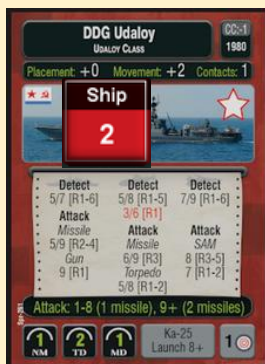 DDG Udaloy
UDALOY CLASS
CC:-1
1980
Placement: +0 Movement: +2 Contacts: 1
Ship
2
Detect Detect Detect
5/7 [R1-6] 5/8 [R1-5] 7/9 [R1-6]
Attack 3/6 [R1] Attack
Missile Attack SAM
5/9 [R2-4] Missile 8 [R3-5]
Gun 6/9 [R3] 7 [R1-2]
9 [R1] Torpedo
5/8 [R1-2]
Attack: 1-8 (1 missile), 9+ (2 missiles)
1 2 1 Ka-25 1
NM TD MD Launch 8+